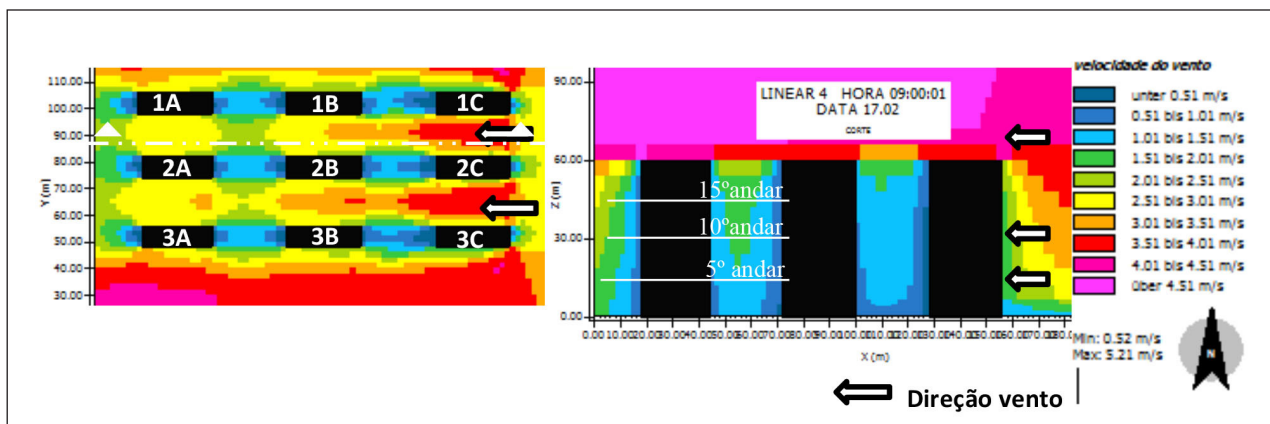 110.00
100.00
90.00
80.00
70.00
60.00
50.00
40.00
30.00
Y (m)
1A 1B 1C
2A 2B 2C
3A 3B 3C
90.00
60.00
30.00
0.00
Z (m)
LINEAR 4 HORA 09:00:01
DATA 17.02
CORTE
15ºandar
10ºandar
5º andar
X (m)
velocidade do vento
unter 0.51 m/s
0.51 bis 1.01 m/s
1.01 bis 1.51 m/s
1.51 bis 2.01 m/s
2.01 bis 2.51 m/s
2.51 bis 3.01 m/s
3.01 bis 3.51 m/s
3.51 bis 4.01 m/s
4.01 bis 4.51 m/s
über 4.51 m/s
Min: 0.52 m/s
Max: 5.21 m/s
N
Direção vento